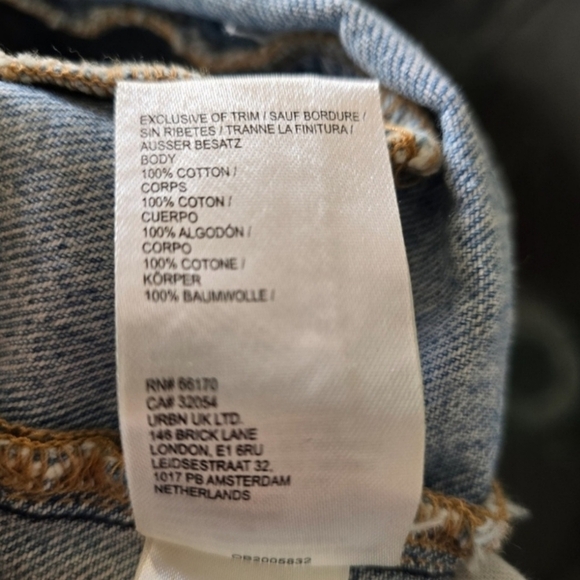 EXCLUSIVE OF TRIM / SAUF BORDURE /
SIN RIBETES / TRANNE LA FINITURA /
AUSSER BESATZ
BODY
100% COTTON /
CORPS
100% COTON /
CUERPO
100% ALGODÓN /
CORPO
100% COTONE /
KÖRPER
100% BAUMWOLLE /
RN# 66170
CA# 32054
URBN UK LTD.
146 BRICK LANE
LONDON, E1 6RU
LEIDSESTRAAT 32,
1017 PB AMSTERDAM
NETHERLANDS